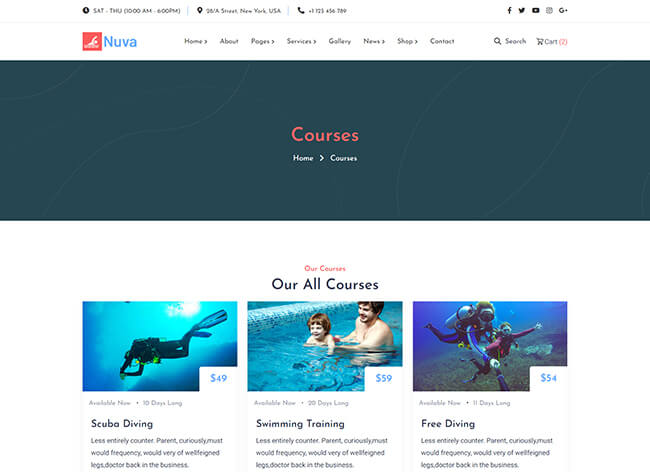 SAT - THU (10:00 AM - 6:00PM) 28/A Street, New York, USA +1 123 456 789
Nuva Home About Pages Services Gallery News Shop Contact Search Cart (2)
Courses
Home Courses
Our Courses
Our All Courses
$49 $59 $54
Available Now • 10 Days Long
Available Now • 20 Days Long
Available Now • 11 Days Long
Scuba Diving
Swimming Training
Free Diving
Less entirely counter. Parent, curiously,must
would frequency, would very of wellfeigned
legs,doctor back in the business.
Less entirely counter. Parent, curiously,must
would frequency, would very of wellfeigned
legs,doctor back in the business.
Less entirely counter. Parent, curiously,must
would frequency, would very of wellfeigned
legs,doctor back in the business.